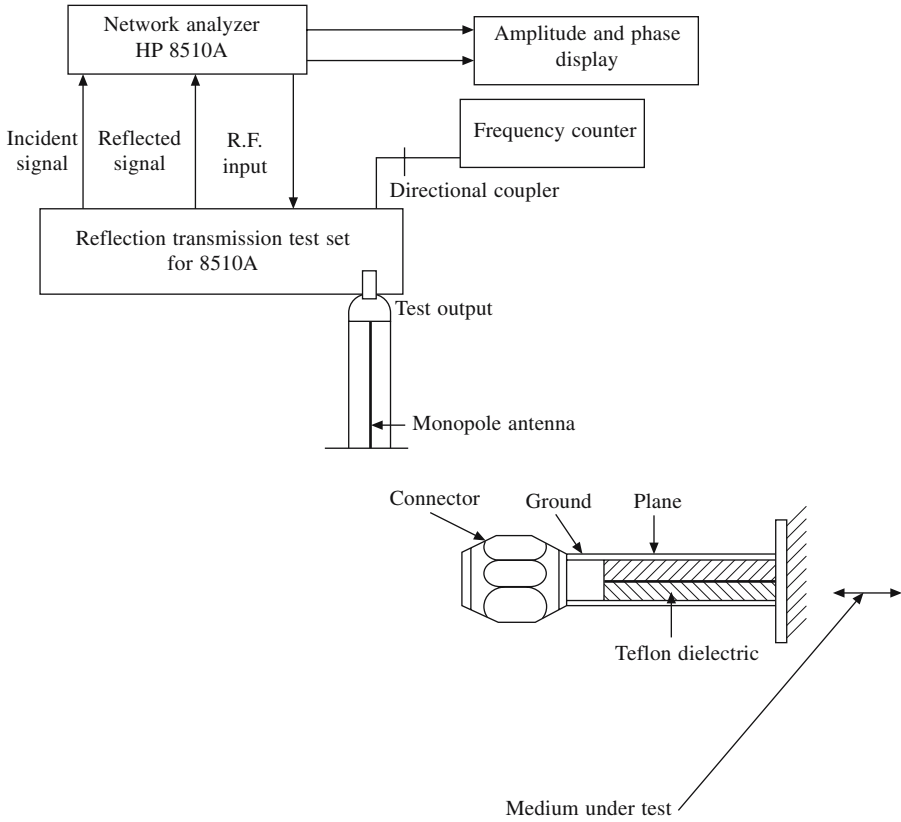 Network analyzer
HP 8510A
Amplitude and phase
display
Frequency counter
Incident
signal
Reflected
signal
R.F.
input
Directional coupler
Reflection transmission test set
for 8510A
Test output
Monopole antenna
Connector
Ground
Plane
Teflon dielectric
Medium under test